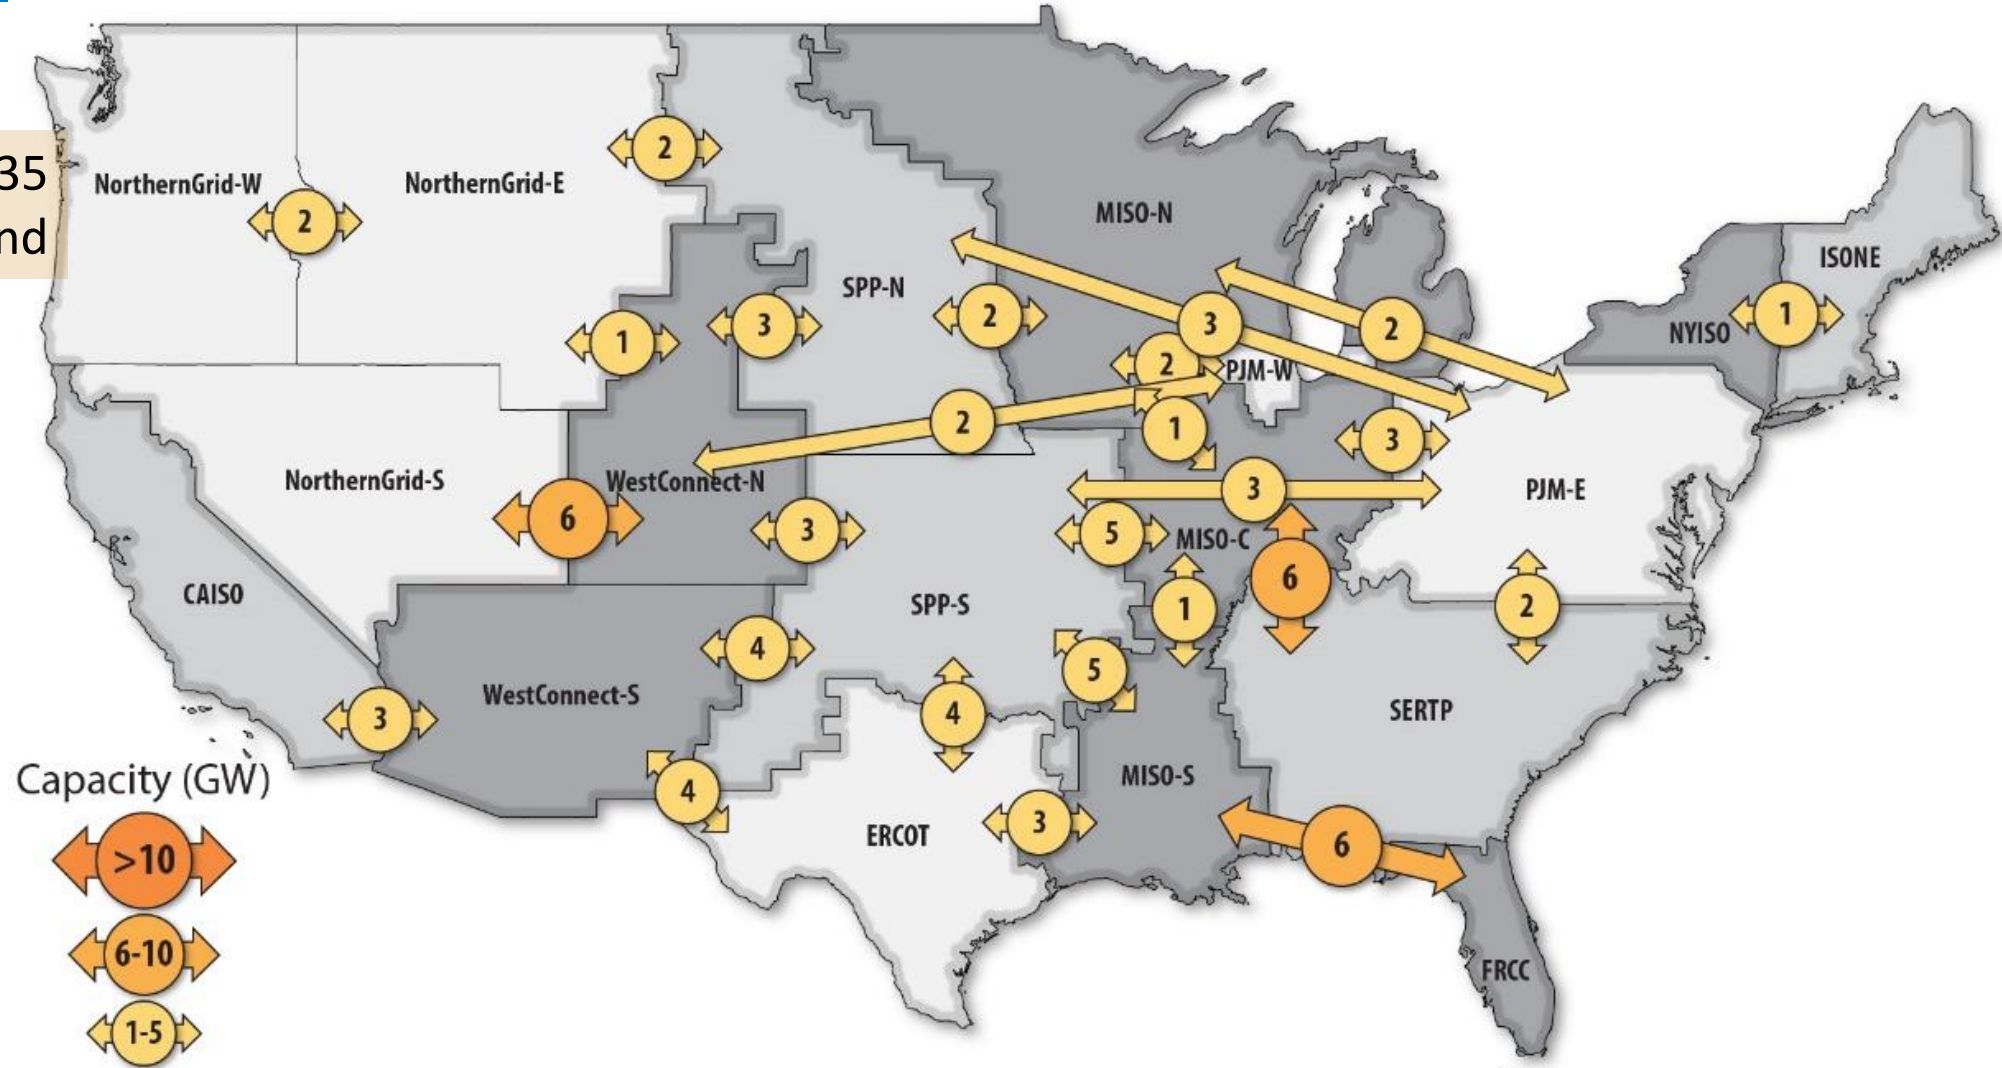 35
nd
NorthernGrid-W
NorthernGrid-E
2
2
MISO-N
ISONE
SPP-N
1
3
2
3
2
NYISO
1
2
PJM-W
2
1
3
NorthernGrid-S
WestConnect-N
3
PJM-E
6
3
5
MISO-C
6
CAISO
SPP-S
1
2
4
5
WestConnect-S
3
4
SERTP
Capacity (GW)
4
MISO-S
3
ERCOT
6
>10
6-10
FRCC
1-5